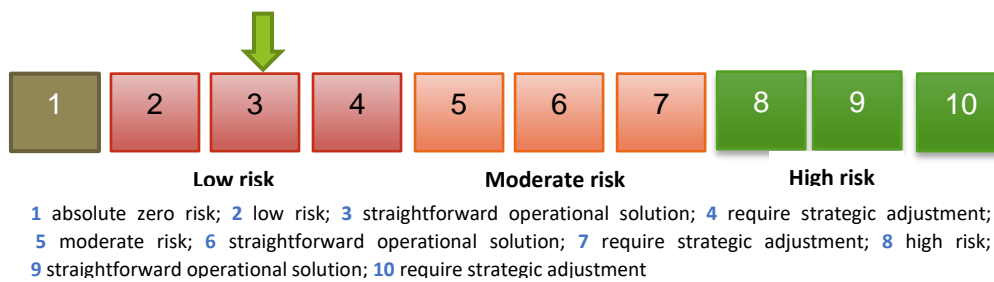 1 2 3 4 5 6 7 8 9 10
Low risk Moderate risk High risk
1 absolute zero risk; 2 low risk; 3 straightforward operational solution; 4 require strategic adjustment;
5 moderate risk; 6 straightforward operational solution; 7 require strategic adjustment; 8 high risk;
9 straightforward operational solution; 10 require strategic adjustment